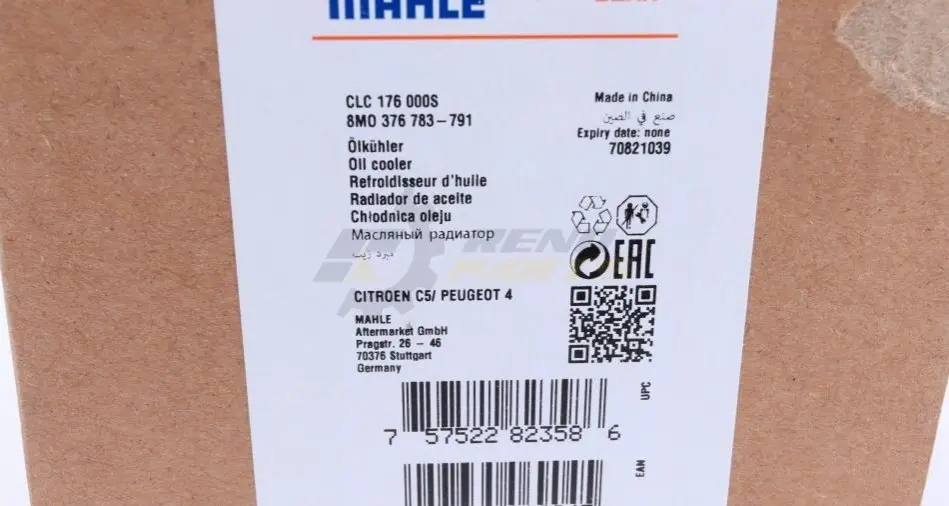 MAHLE
CLC 176 000S
8MO 376 783-791
Ölkühler
Oil cooler
Refroidisseur d'huile
Radiador de aceite
Chłodnica oleju
Масляный радиатор
مبرد زيت
CITROEN C5/ PEUGEOT 4
MAHLE
Aftermarket GmbH
Pragstr. 26 - 46
70376 Stuttgart
Germany
Made in China
صنع في الصين
Expiry date: none
70821039
EAC
UPC
7 57522 82358 6
EAN